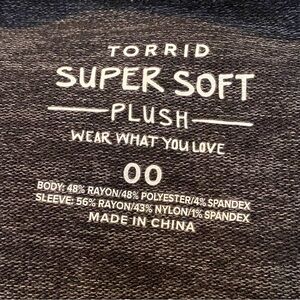 TORRID
SUPER SOFT
PLUSH
WEAR WHAT YOU LOVE
00
BODY: 48% RAYON/48% POLYESTER/4% SPANDEX
SLEEVE: 56% RAYON/43% NYLON/1% SPANDEX
MADE IN CHINA